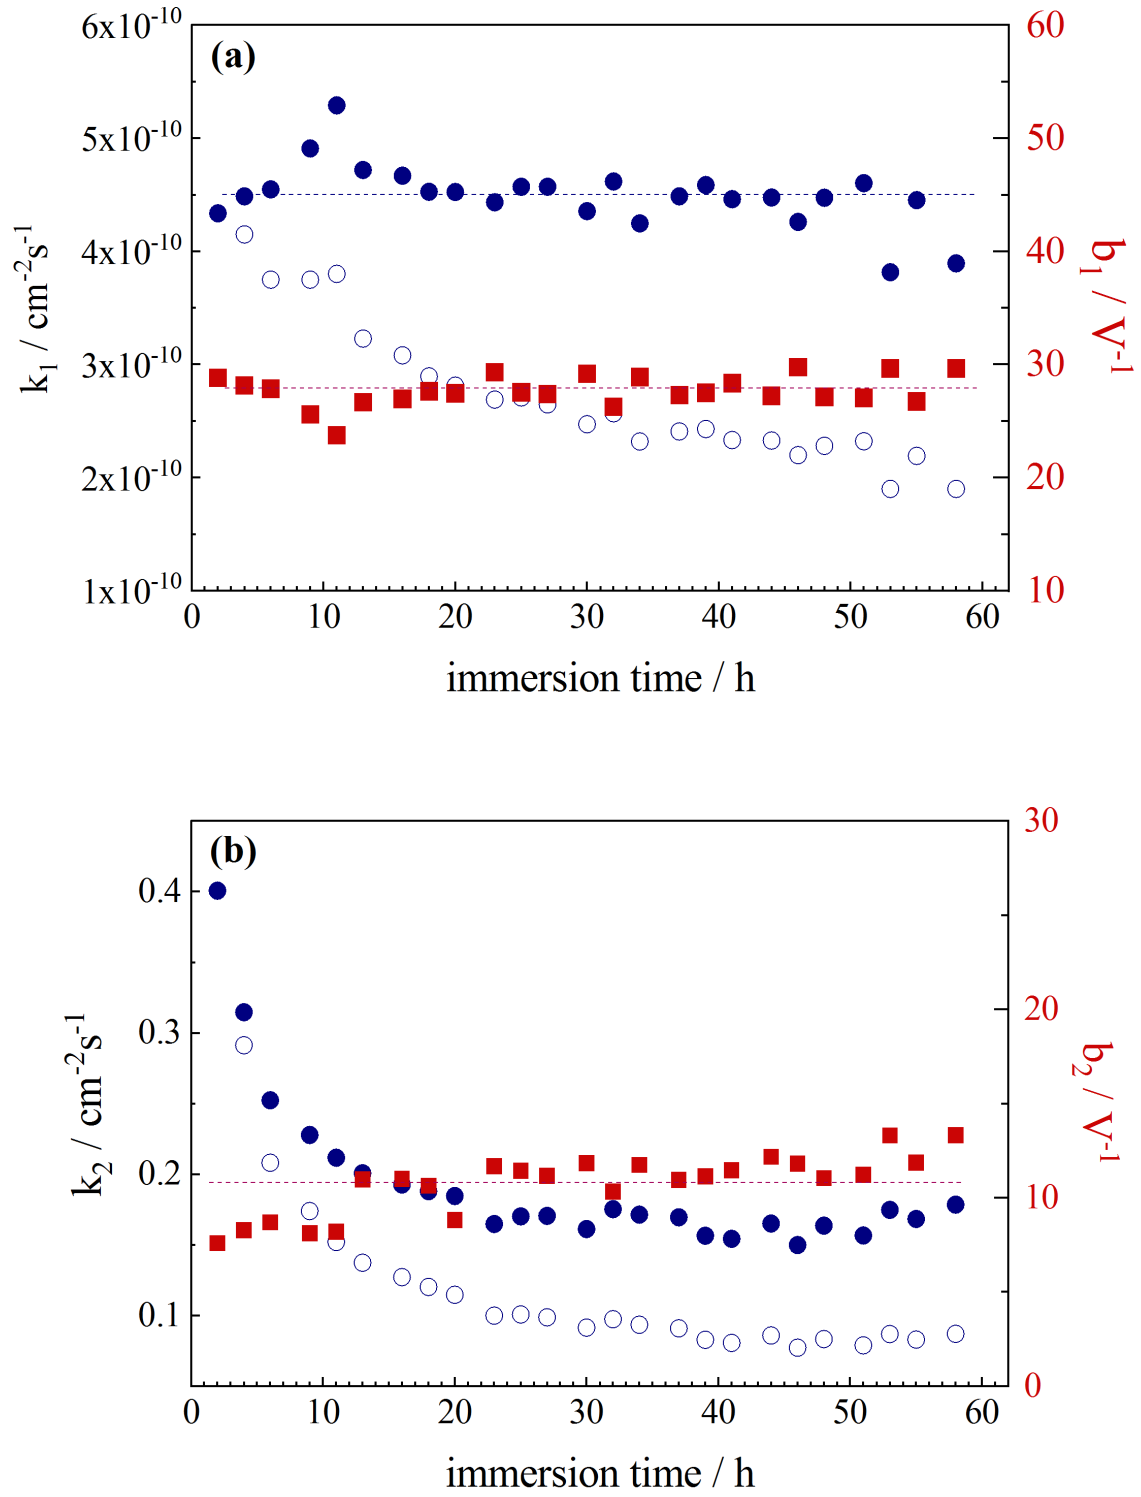 (a)
6x10⁻¹⁰
5x10⁻¹⁰
4x10⁻¹⁰
3x10⁻¹⁰
2x10⁻¹⁰
1x10⁻¹⁰
k₁ / cm⁻²s⁻¹
60
50
40
30
20
10
b₁ / V⁻¹
0 10 20 30 40 50 60
immersion time / h
(b)
0.4
0.3
0.2
0.1
k₂ / cm⁻²s⁻¹
30
20
10
0
b₂ / V⁻¹
0 10 20 30 40 50 60
immersion time / h